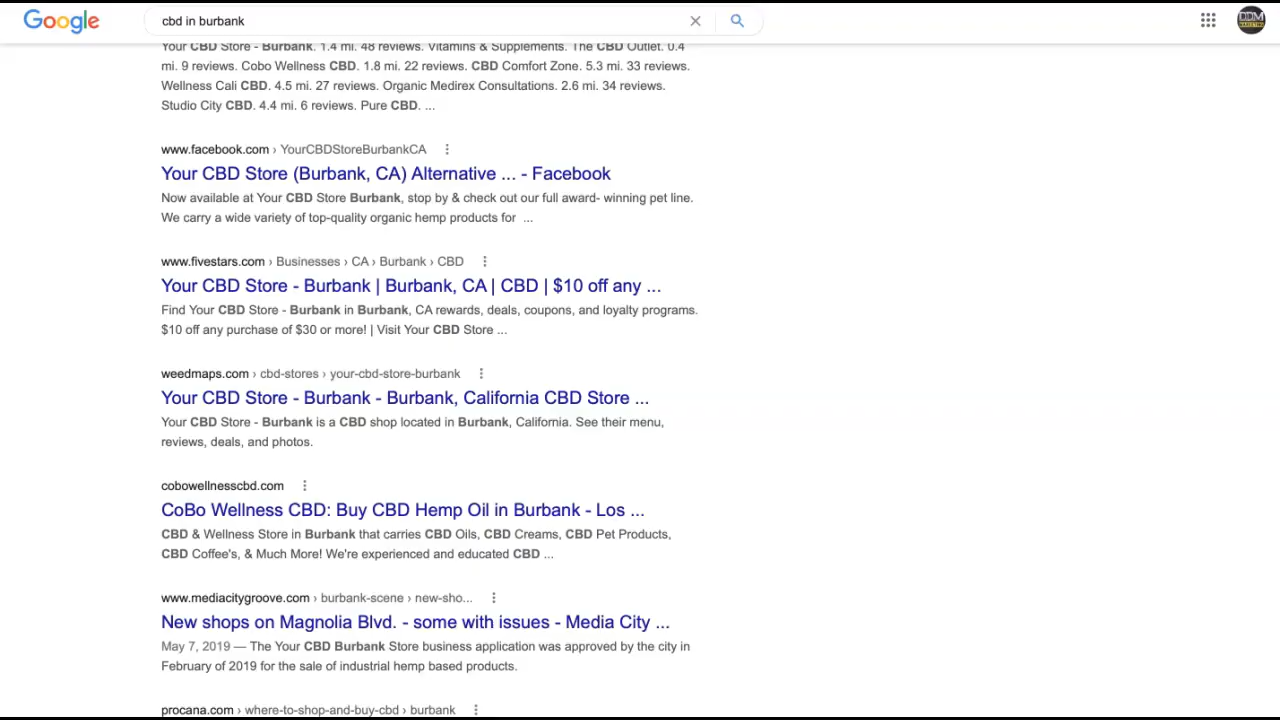 Google
cbd in burbank
DDM
Your CBD Store - Burbank. 1.4 mi. 48 reviews. Vitamins & Supplements. The CBD Outlet. 0.4
mi. 9 reviews. Cobo Wellness CBD. 1.8 mi. 22 reviews. CBD Comfort Zone. 5.3 mi. 33 reviews.
Wellness Cali CBD. 4.5 mi. 27 reviews. Organic Medirex Consultations. 2.6 mi. 34 reviews.
Studio City CBD. 4.4 mi. 6 reviews. Pure CBD. ...
www.facebook.com › YourCBDStoreBurbankCA
Your CBD Store (Burbank, CA) Alternative ... - Facebook
Now available at Your CBD Store Burbank, stop by & check out our full award- winning pet line.
We carry a wide variety of top-quality organic hemp products for ...
www.fivestars.com › Businesses › CA › Burbank › CBD
Your CBD Store - Burbank | Burbank, CA | CBD | $10 off any ...
Find Your CBD Store - Burbank in Burbank, CA rewards, deals, coupons, and loyalty programs.
$10 off any purchase of $30 or more! | Visit Your CBD Store ...
weedmaps.com › cbd-stores › your-cbd-store-burbank
Your CBD Store - Burbank - Burbank, California CBD Store ...
Your CBD Store - Burbank is a CBD shop located in Burbank, California. See their menu,
reviews, deals, and photos.
cobowellnesscbd.com
CoBo Wellness CBD: Buy CBD Hemp Oil in Burbank - Los ...
CBD & Wellness Store in Burbank that carries CBD Oils, CBD Creams, CBD Pet Products,
CBD Coffee's, & Much More! We're experienced and educated CBD ...
www.mediacitygroove.com › burbank-scene › new-sho...
New shops on Magnolia Blvd. - some with issues - Media City ...
May 7, 2019 — The Your CBD Burbank Store business application was approved by the city in
February of 2019 for the sale of industrial hemp based products.
procana.com › where-to-shop-and-buy-cbd › burbank